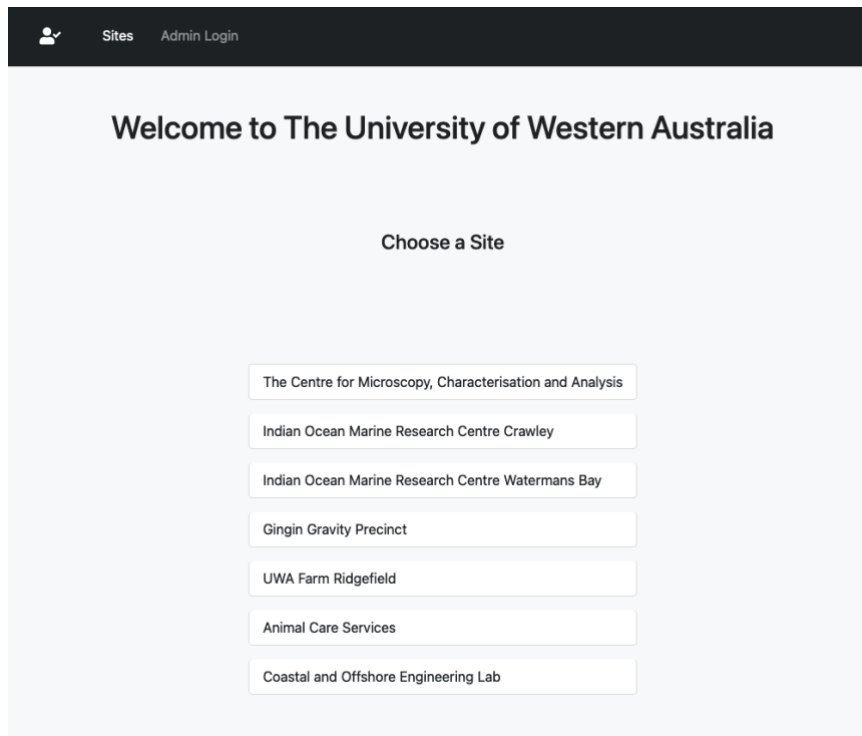 Sites Admin Login
Welcome to The University of Western Australia
Choose a Site
The Centre for Microscopy, Characterisation and Analysis
Indian Ocean Marine Research Centre Crawley
Indian Ocean Marine Research Centre Watermans Bay
Gingin Gravity Precinct
UWA Farm Ridgefield
Animal Care Services
Coastal and Offshore Engineering Lab